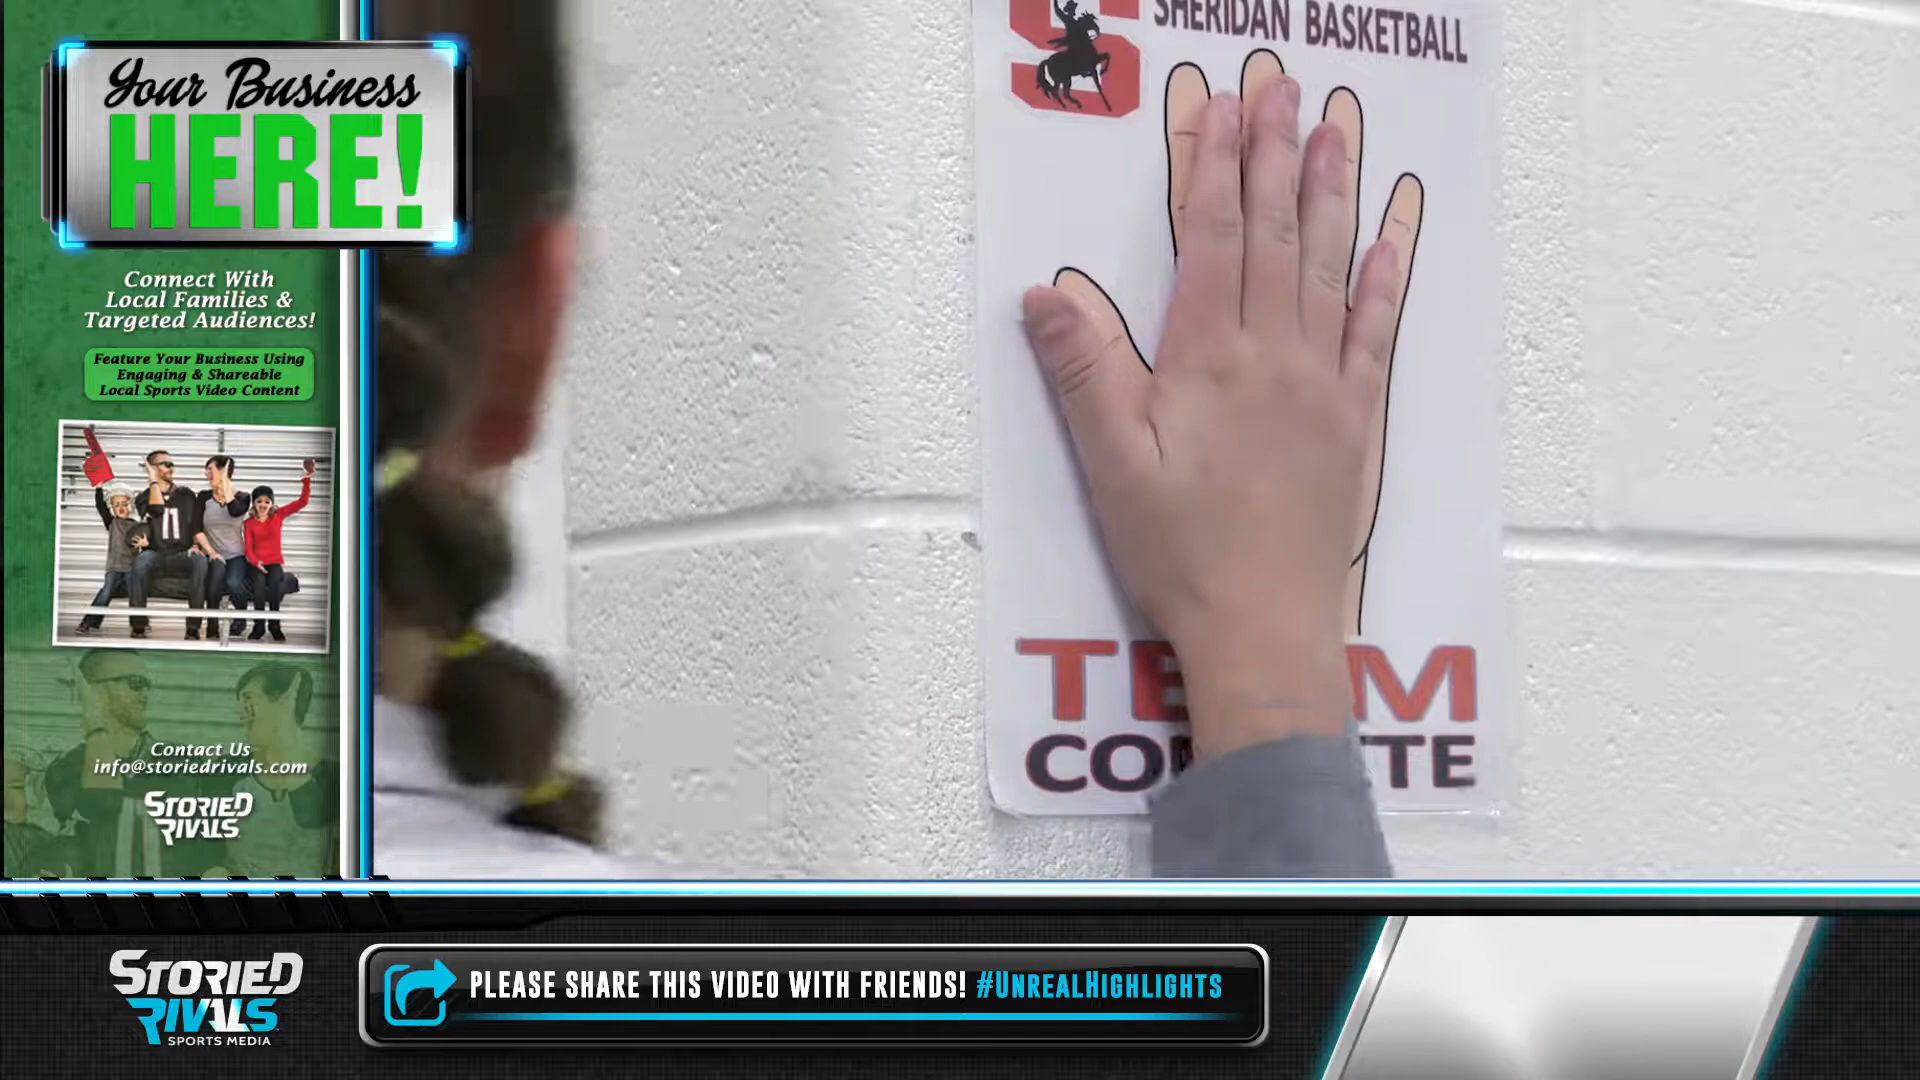 Your Business
HERE!
Connect With
Local Families &
Targeted Audiences!
Feature Your Business Using
Engaging & Shareable
Local Sports Video Content
11
Contact Us
info@storiedrivals.com
STORIED
RIVALS
S SHERIDAN BASKETBALL
STORIED
RIVALS
SPORTS MEDIA
PLEASE SHARE THIS VIDEO WITH FRIENDS! #UNREALHIGHLIGHTS